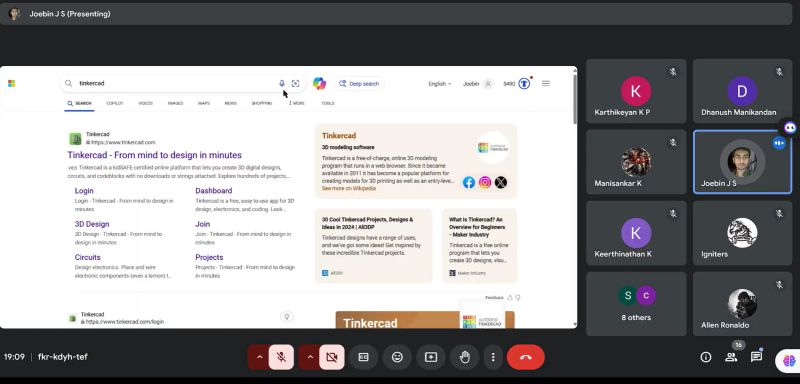 Joebin J S (Presenting)
tinkercad
Deep search
English
Joebin
5490
SEARCH
COPILOT
VIDEOS
IMAGES
MAPS
NEWS
SHOPPING
MORE
TOOLS
Tinkercad
https://www.tinkercad.com
Tinkercad - From mind to design in minutes
Tinkercad is a kidSAFE-certified online platform that lets you create 3D digital designs,
circuits, and codeblocks with no downloads or strings attached. Explore hundreds of projects,…
Login
Login · Tinkercad - From mind to design in
minutes
Dashboard
Tinkercad is a free, easy-to-use app for 3D
design, electronics, and coding. Look…
3D Design
3D Design · Tinkercad - From mind to
design in minutes
Join
Join · Tinkercad - From mind to design in
minutes
Circuits
Design electronics. Place and wire
electronic components (even a lemon) t…
Projects
Projects · Tinkercad - From mind to design
in minutes
Tinkercad
https://www.tinkercad.com/login
Tinkercad
3D modeling software
Tinkercad is a free-of-charge, online 3D modeling
program that runs in a web browser. Since it became
available in 2011 it has become a popular platform for
creating models for 3D printing as well as an entry-leve…
See more on Wikipedia
AUTODESK
TINKERCAD
30 Cool Tinkercad Projects, Designs &
Ideas in 2024 | All3DP
Tinkercad designs have a range of uses,
and we've got some ideas! Get inspired by
these incredible Tinkercad projects.
All3DP
What Is Tinkercad? An
Overview for Beginners
- Maker Industry
Tinkercad is a free online
program that lets you
create 3D designs, visu…
Maker Industry
Feedback
Tinkercad
AUTODESK
TINKERCAD
K
Karthikeyan K P
D
Dhanush Manikandan
Manisankar K
Joebin J S
K
Keerthinathan K
Igniters
S
C
8 others
Allen Ronaldo
19:09
fkr-kdyh-tef
16